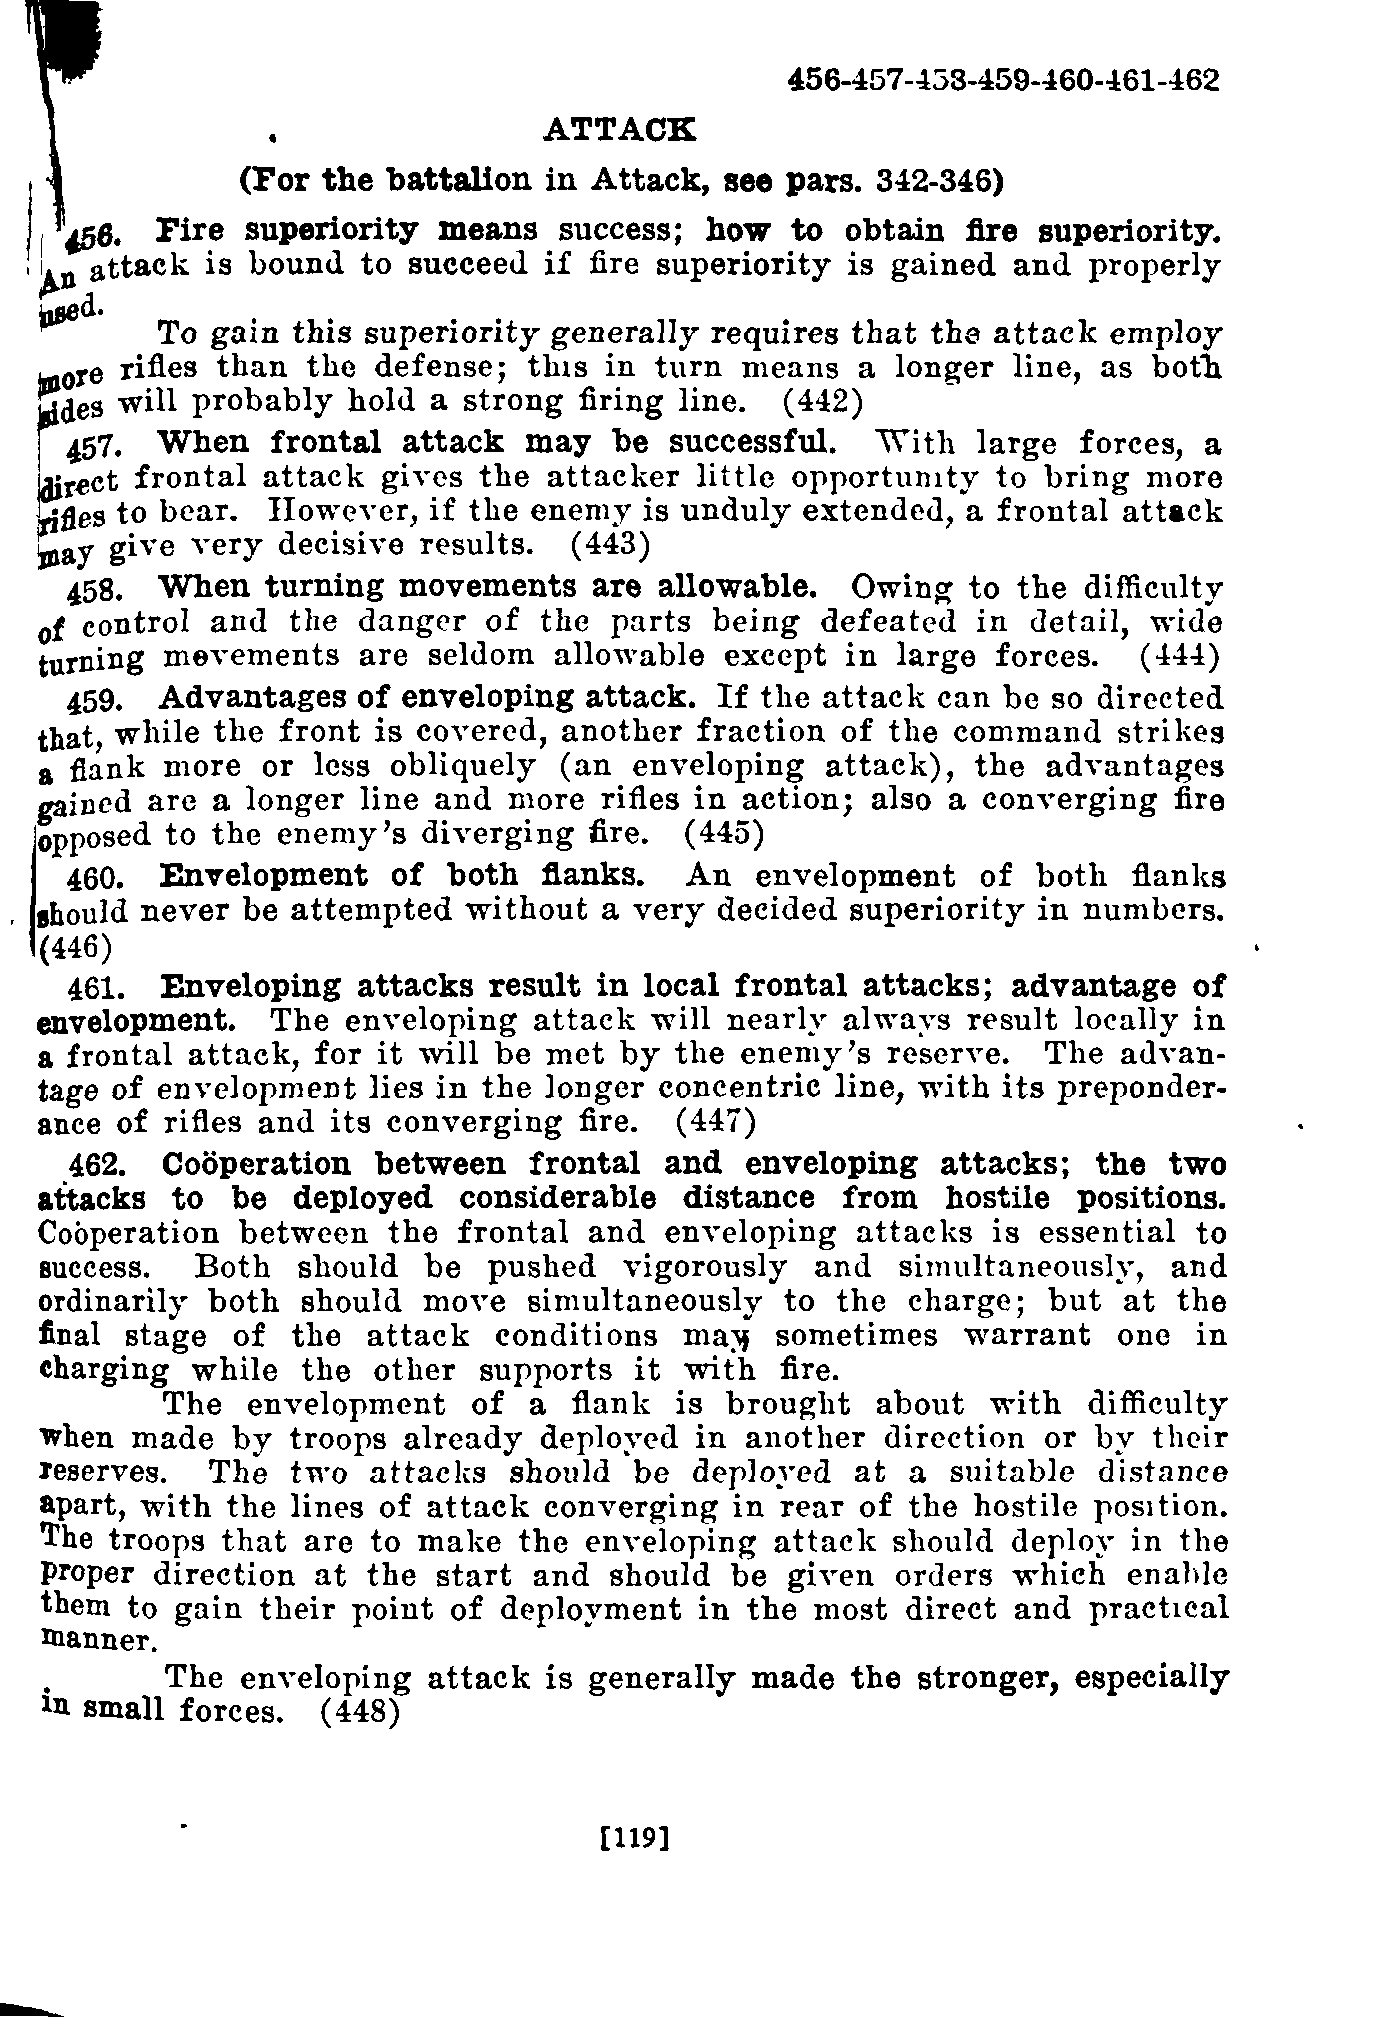 456-457-458-459-460-461-462
ATTACK
(For the battalion in Attack, see pars. 342-346)
456. Fire superiority means success; how to obtain fire superiority.
An attack is bound to succeed if fire superiority is gained and properly
used.
To gain this superiority generally requires that the attack employ
more rifles than the defense; this in turn means a longer line, as both
sides will probably hold a strong firing line. (442)
457. When frontal attack may be successful. With large forces, a
direct frontal attack gives the attacker little opportunity to bring more
rifles to bear. However, if the enemy is unduly extended, a frontal attack
may give very decisive results. (443)
458. When turning movements are allowable. Owing to the difficulty
of control and the danger of the parts being defeated in detail, wide
turning movements are seldom allowable except in large forces. (444)
459. Advantages of enveloping attack. If the attack can be so directed
that, while the front is covered, another fraction of the command strikes
a flank more or less obliquely (an enveloping attack), the advantages
gained are a longer line and more rifles in action; also a converging fire
opposed to the enemy's diverging fire. (445)
460. Envelopment of both flanks. An envelopment of both flanks
should never be attempted without a very decided superiority in numbers.
(446)
461. Enveloping attacks result in local frontal attacks; advantage of
envelopment. The enveloping attack will nearly always result locally in
a frontal attack, for it will be met by the enemy's reserve. The advan-
tage of envelopment lies in the longer concentric line, with its preponder-
ance of rifles and its converging fire. (447)
462. Coöperation between frontal and enveloping attacks; the two
attacks to be deployed considerable distance from hostile positions.
Coöperation between the frontal and enveloping attacks is essential to
success. Both should be pushed vigorously and simultaneously, and
ordinarily both should move simultaneously to the charge; but at the
final stage of the attack conditions may sometimes warrant one in
charging while the other supports it with fire.
The envelopment of a flank is brought about with difficulty
when made by troops already deployed in another direction or by their
reserves. The two attacks should be deployed at a suitable distance
apart, with the lines of attack converging in rear of the hostile position.
The troops that are to make the enveloping attack should deploy in the
proper direction at the start and should be given orders which enable
them to gain their point of deployment in the most direct and practical
manner.
The enveloping attack is generally made the stronger, especially
in small forces. (448)
[119]